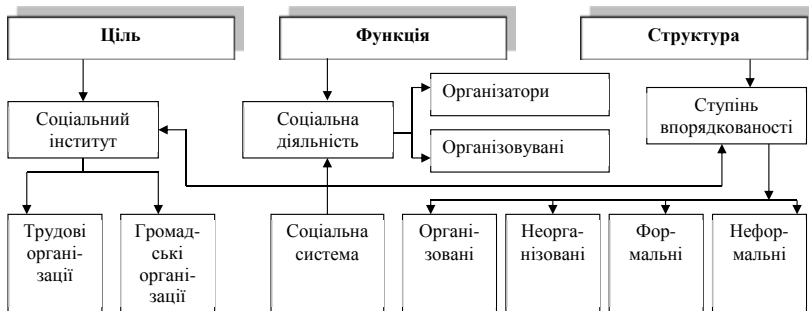 Ціль
Функція
Структура
Соціальний
інститут
Соціальна
діяльність
Організатори
Організовувані
Ступінь
впорядкованості
Трудові
органі-
зації
Громад-
ські
органі-
зації
Соціальна
система
Органі-
зовані
Неорга-
нізовані
Фор-
мальні
Нефор-
мальні